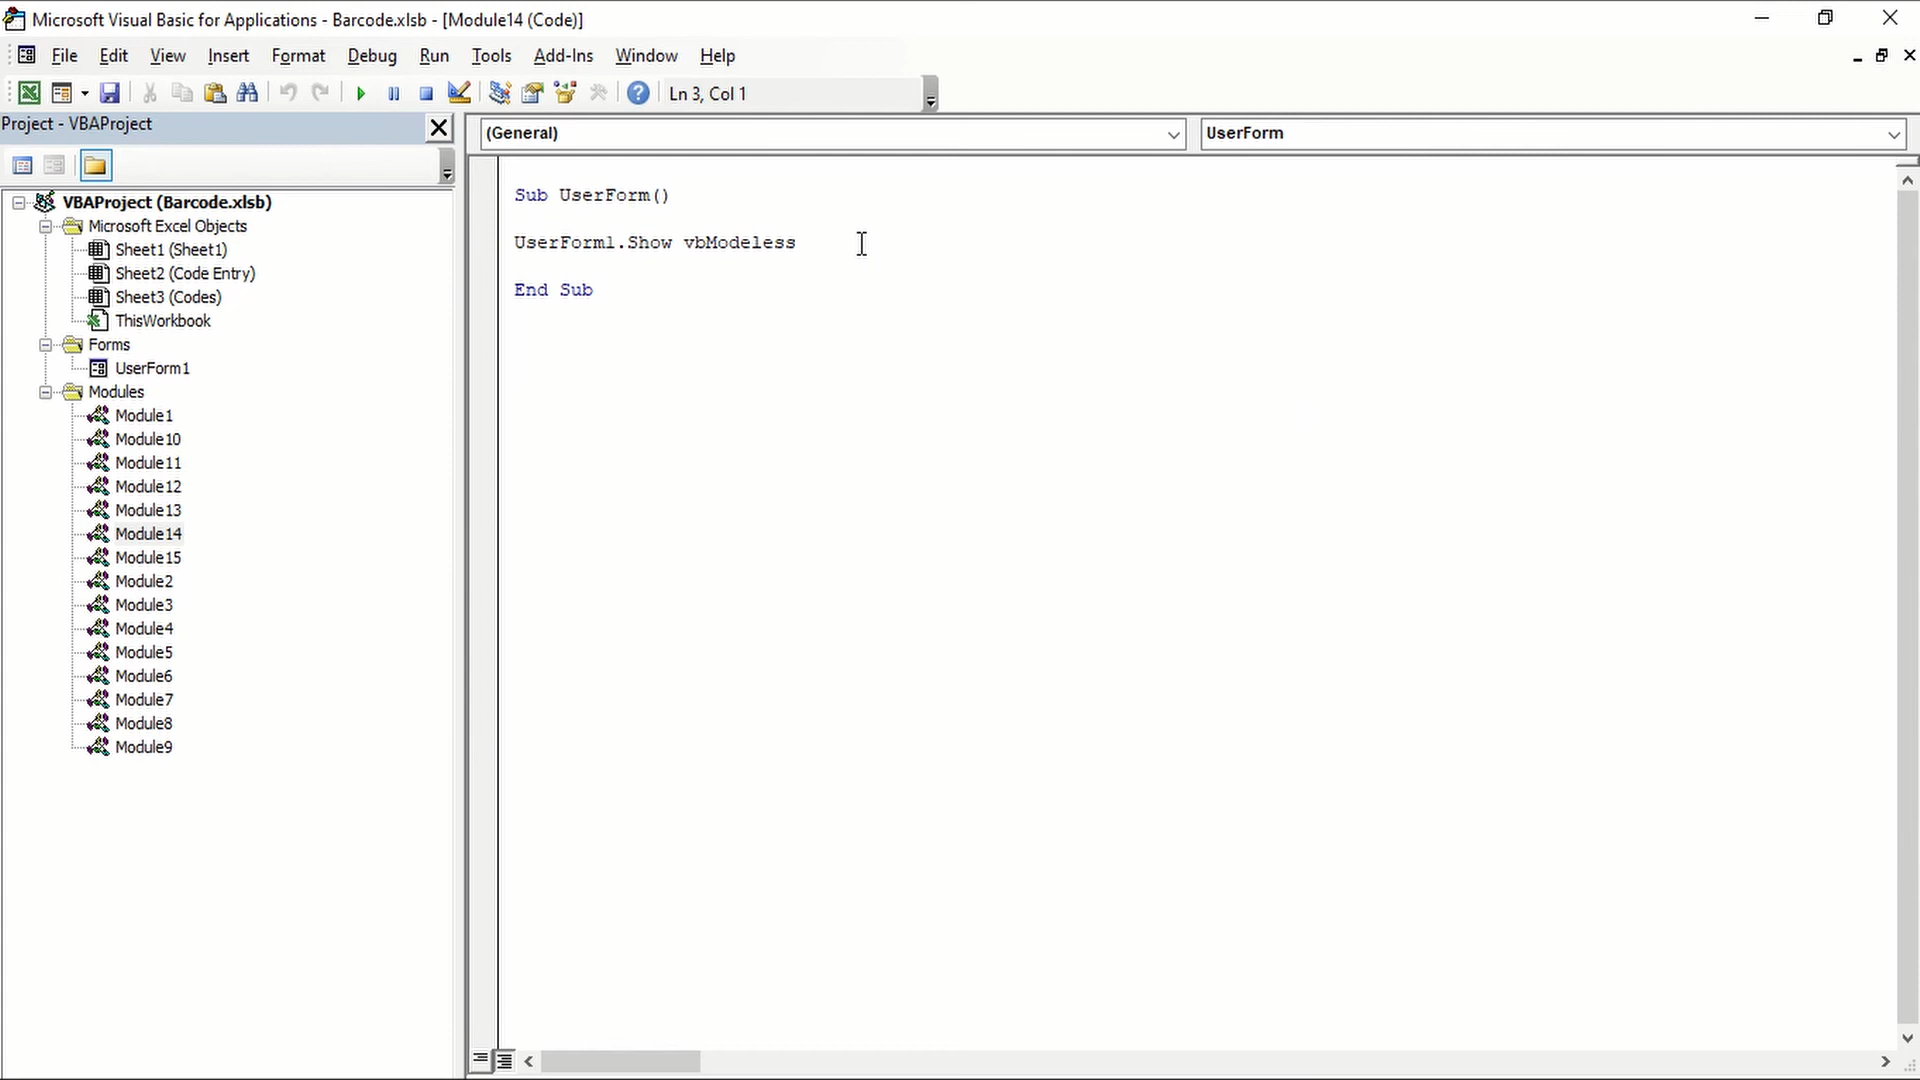 Microsoft Visual Basic for Applications - Barcode.xlsb - [Module14 (Code)]
File Edit View Insert Format Debug Run Tools Add-Ins Window Help
Ln 3, Col 1
Project - VBAProject
(General)
UserForm
VBAProject (Barcode.xlsb)
Microsoft Excel Objects
Sheet1 (Sheet1)
Sheet2 (Code Entry)
Sheet3 (Codes)
ThisWorkbook
Forms
UserForm1
Modules
Module1
Module10
Module11
Module12
Module13
Module14
Module15
Module2
Module3
Module4
Module5
Module6
Module7
Module8
Module9
Sub UserForm()
UserForm1.Show vbModeless
End Sub